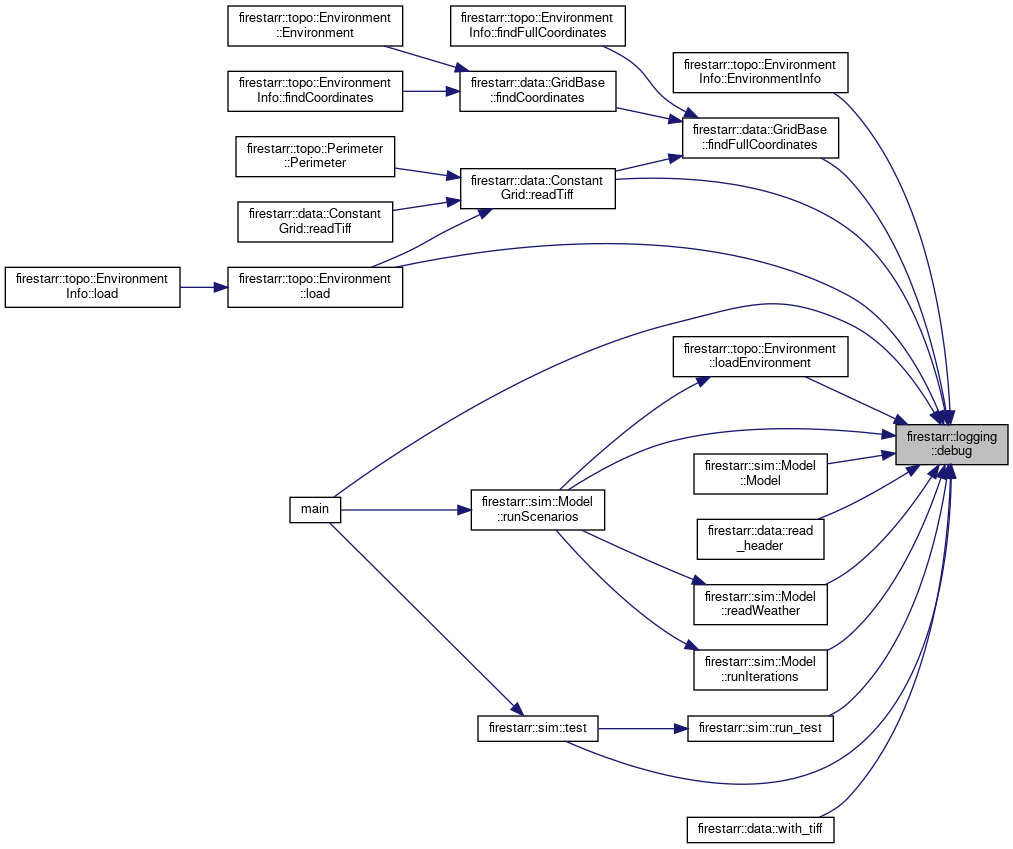 firestarr::topo::Environment
::Environment
firestarr::topo::Environment
Info::findFullCoordinates
firestarr::topo::Environment
Info::EnvironmentInfo
firestarr::topo::Environment
Info::findCoordinates
firestarr::data::GridBase
::findCoordinates
firestarr::data::GridBase
::findFullCoordinates
firestarr::topo::Perimeter
::Perimeter
firestarr::data::Constant
Grid::readTiff
firestarr::data::Constant
Grid::readTiff
firestarr::topo::Environment
Info::load
firestarr::topo::Environment
::load
firestarr::topo::Environment
::loadEnvironment
firestarr::logging
::debug
firestarr::sim::Model
::Model
main
firestarr::sim::Model
::runScenarios
firestarr::data::read
_header
firestarr::sim::Model
::readWeather
firestarr::sim::Model
::runIterations
firestarr::sim::test
firestarr::sim::run_test
firestarr::data::with_tiff